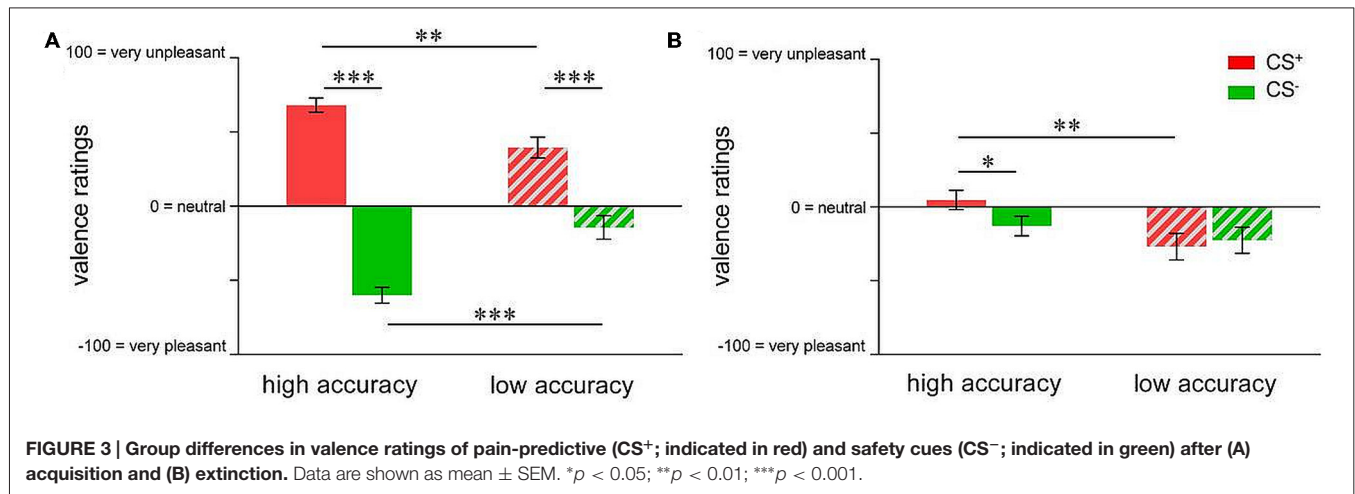 A
100 = very unpleasant
**
***
***
valence ratings
0 = neutral
***
-100 = very pleasant
high accuracy
low accuracy
B
100 = very unpleasant
CS+
CS-
**
*
valence ratings
0 = neutral
-100 = very pleasant
high accuracy
low accuracy
FIGURE 3 | Group differences in valence ratings of pain-predictive (CS+; indicated in red) and safety cues (CS−; indicated in green) after (A)
acquisition and (B) extinction. Data are shown as mean ± SEM. *p < 0.05; **p < 0.01; ***p < 0.001.